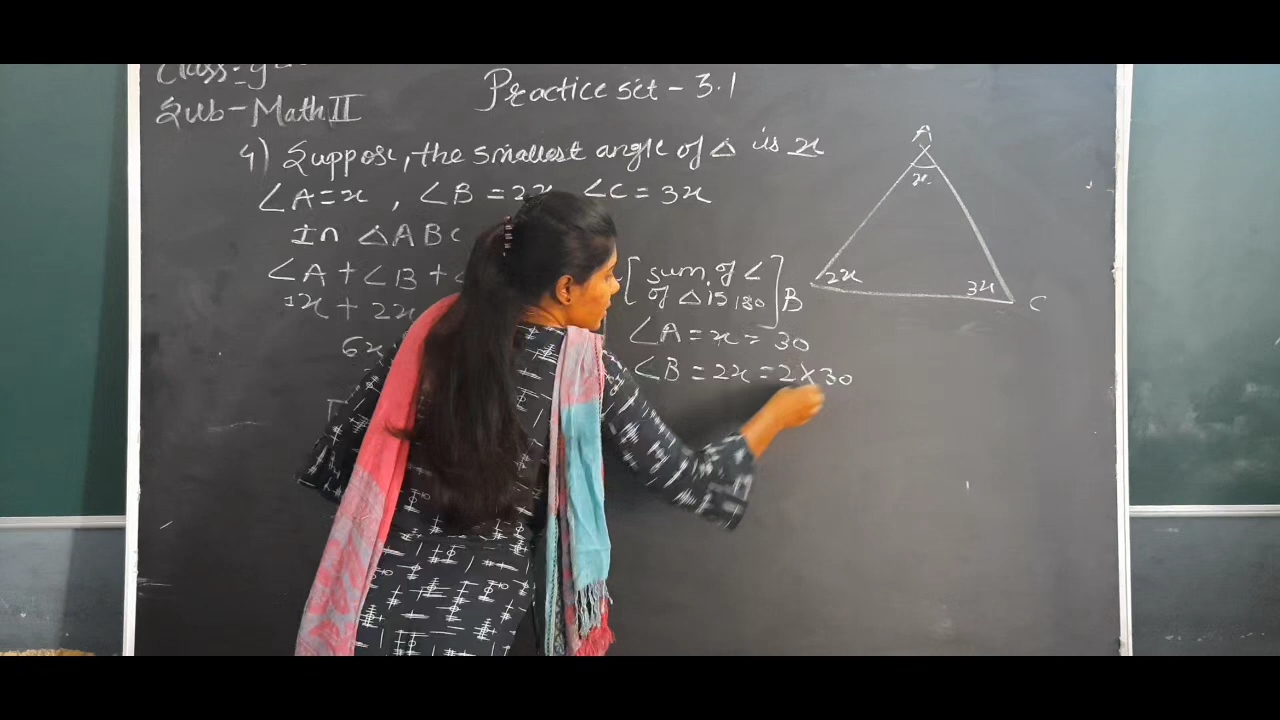 Sub-Math II
Practice set - 3.1
4) Suppose, the smallest angle of △ is x
∠A = x , ∠B = 2x ∠C = 3x
In △ABC
∠A + ∠B + ∠
1x + 2x
6x
[sum of ∠
of △ is 180]
∠A = x = 30
∠B = 2x = 2×30
A
x
2x
3x
B
C